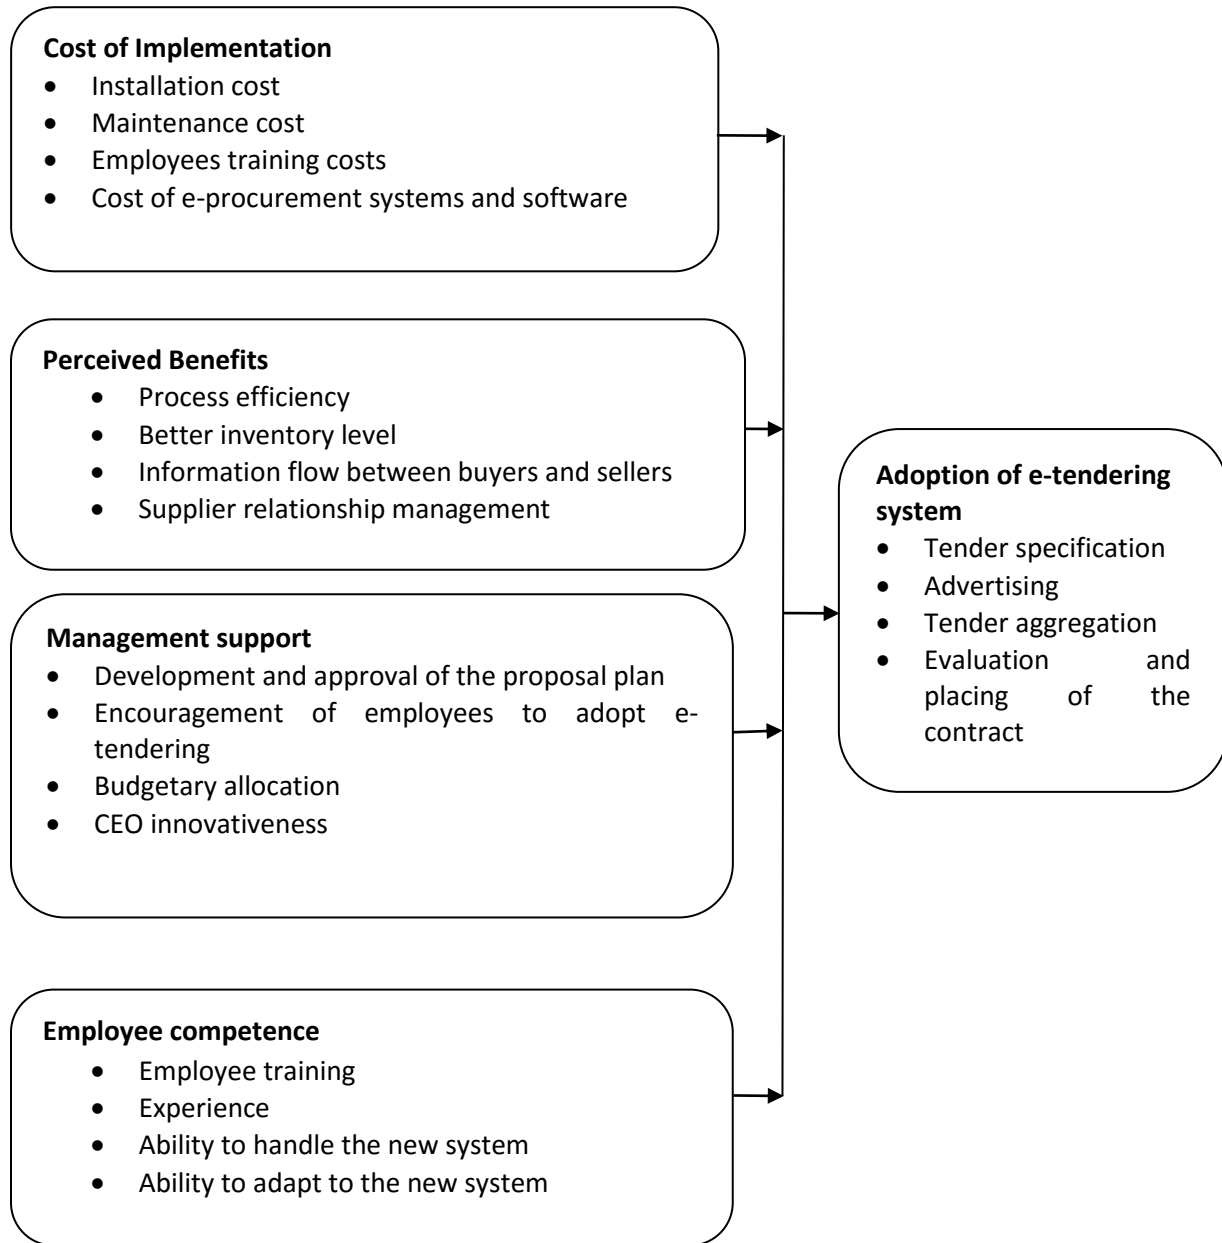 Cost of Implementation
• Installation cost
• Maintenance cost
• Employees training costs
• Cost of e-procurement systems and software
Perceived Benefits
• Process efficiency
• Better inventory level
• Information flow between buyers and sellers
• Supplier relationship management
Management support
• Development and approval of the proposal plan
• Encouragement of employees to adopt e-
tendering
• Budgetary allocation
• CEO innovativeness
Employee competence
• Employee training
• Experience
• Ability to handle the new system
• Ability to adapt to the new system
Adoption of e-tendering
system
• Tender specification
• Advertising
• Tender aggregation
• Evaluation and
placing of the
contract